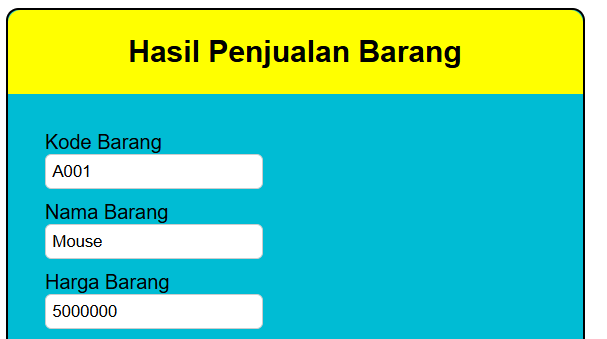 Hasil Penjualan Barang
Kode Barang
A001
Nama Barang
Mouse
Harga Barang
5000000